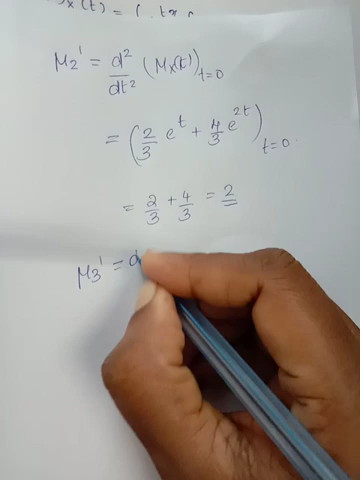 μ₂' = d²/dt² (Mx(t))t=0
= (2/3 e^t + 4/3 e^2t)t=0.
= 2/3 + 4/3 = 2
μ₃' = d